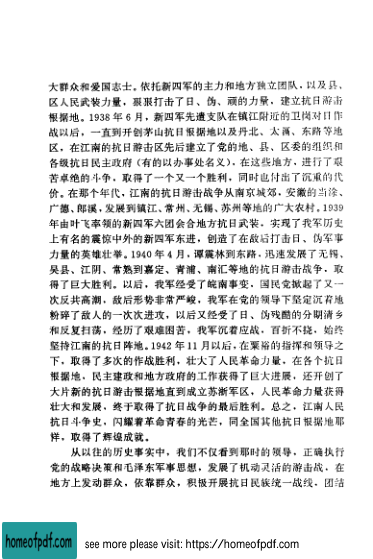 大群众和爱国志士。依托新四军的主力和地方独立团队，以及县、
区人民武装力量，狠狠打击了日、伪、顽的力量，建立抗日游击
根据地。1938年6月，新四军先遣支队在镇江附近的卫岗对日作
战以后，一直到开创茅山抗日根据地以及丹北、太滆、东路等地
区，在江南的抗日游击区先后建立了党的地、县、区委的组织和
各级抗日民主政府（有的以办事处名义），在这些地方，进行了艰
苦卓绝的斗争，取得了一个又一个胜利，同时也付出了沉重的代
价。在那个年代，江南的抗日游击战争从南京城郊，安徽的当涂、
广德、郎溪，发展到镇江、常州、无锡、苏州等地的广大农村。1939
年由叶飞率领的新四军六团会合地方抗日武装，实现了我军历史
上有名的震惊中外的新四军东进，创造了在敌后打击日、伪军事
力量的英雄壮举。1940年4月，谭震林到东路，迅速发展了无锡、
吴县、江阴、常熟到嘉定、青浦、南汇等地的抗日游击战争，取
得了巨大胜利。以后，我军经受了皖南事变，国民党掀起了又一
次反共高潮，敌后形势非常严峻，我军在党的领导下坚定沉着地
粉碎了敌人的一次次进攻，以后又经受了日、伪残酷的分期清乡
和反复扫荡，经历了艰难困苦，我军沉着应战，百折不挠，始终
坚持江南的抗日阵地。1942年11月以后，在粟裕的指挥和领导之
下，取得了多次的作战胜利，壮大了人民革命力量，在各个抗日
根据地，民主建政和地方政府的工作获得了巨大进展，还开创了
大片新的抗日游击根据地直到成立苏浙军区，人民革命力量获得
壮大和发展，终于取得了抗日战争的最后胜利。总之，江南人民
抗日斗争史，闪耀着革命青春的光芒，同全国其他抗日根据地那
样，取得了辉煌成就。
从以往的历史事实中，我们不仅看到那时的领导，正确执行
党的战略决策和毛泽东军事思想，发展了机动灵活的游击战，在
地方上发动群众，依靠群众，积极开展抗日民族统一战线，团结
homeofpdf.com
see more please visit: https://homeofpdf.com